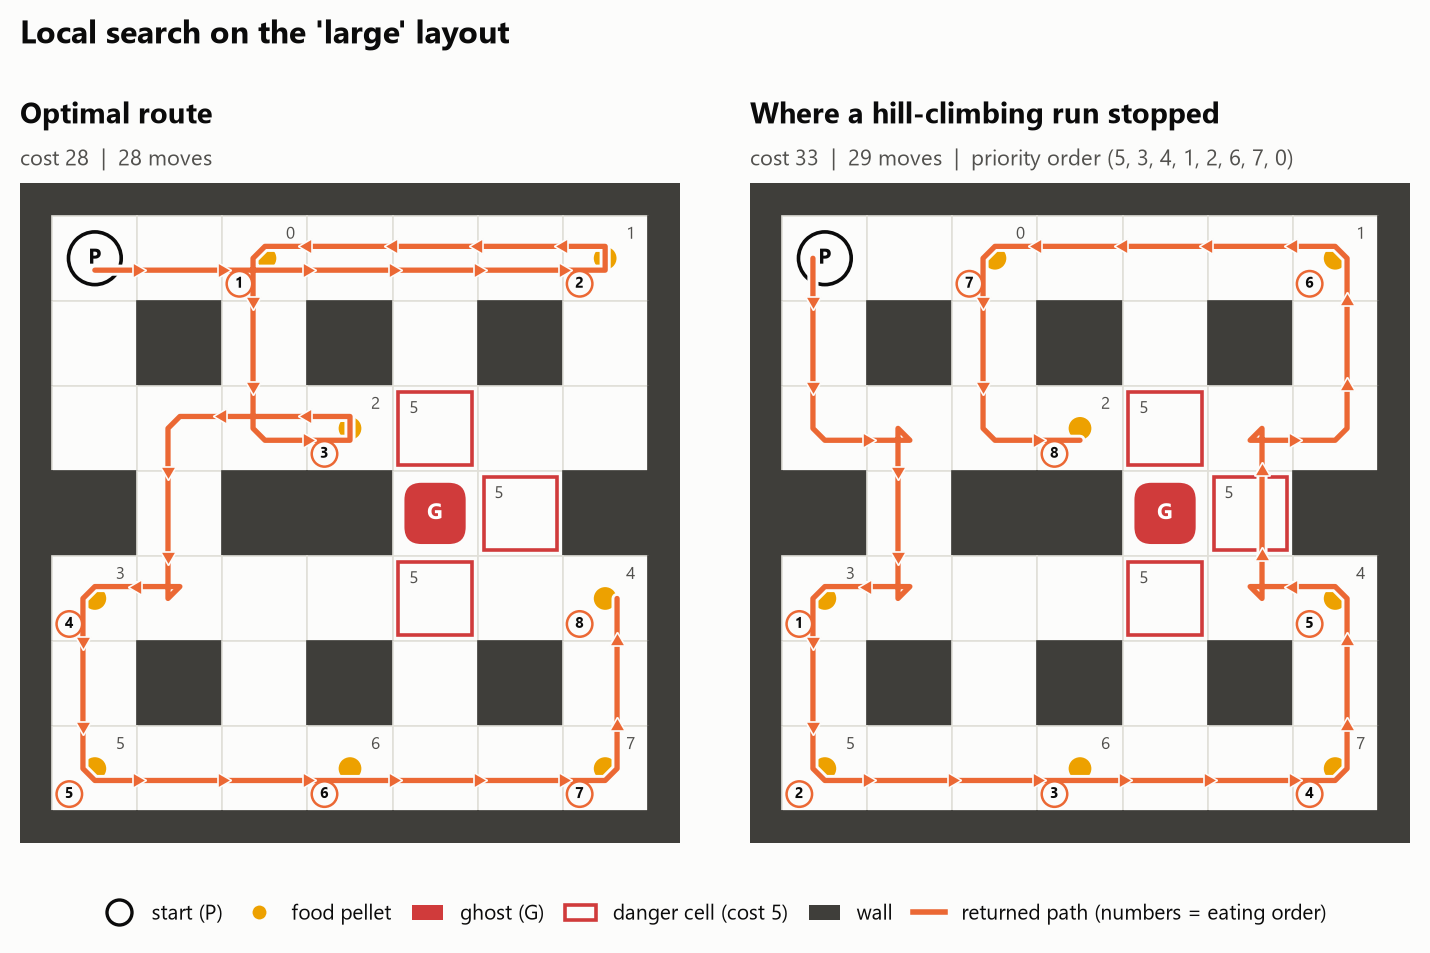 Local search on the 'large' layout
Optimal route
cost 28 | 28 moves
P
0
1
1
2
2
5
3
G
5
3
5
4
4
8
5
6
7
5
6
7
Where a hill-climbing run stopped
cost 33 | 29 moves | priority order (5, 3, 4, 1, 2, 6, 7, 0)
P
0
1
7
6
2
5
8
G
5
3
5
4
1
5
5
6
7
2
3
4
start (P)
food pellet
ghost (G)
danger cell (cost 5)
wall
returned path (numbers = eating order)